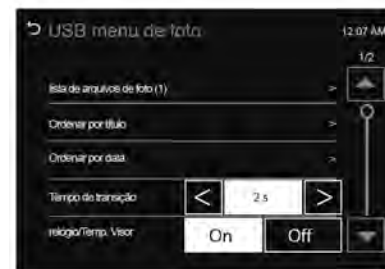 USB menu de foto
12:07 AM
1/2
lista de arquivos de foto (1) >
Ordenar por título >
Ordenar por data >
Tempo de transição < 2 s >
relogio/Temp. Visor On Off